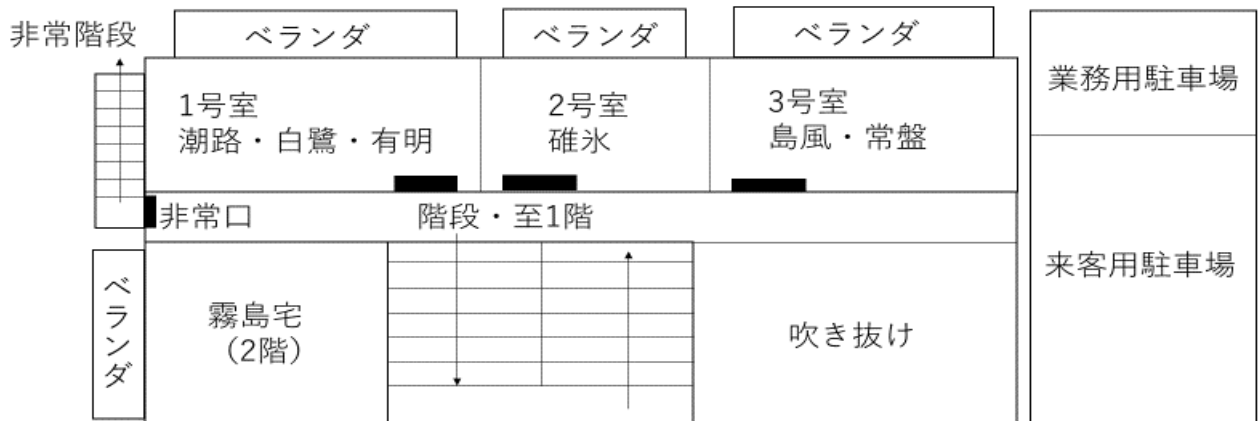 非常階段
ベランダ
ベランダ
ベランダ
1号室
潮路・白鷺・有明
2号室
碓氷
3号室
島風・常盤
業務用駐車場
非常口
階段・至1階
ベランダ
霧島宅
（2階）
吹き抜け
来客用駐車場